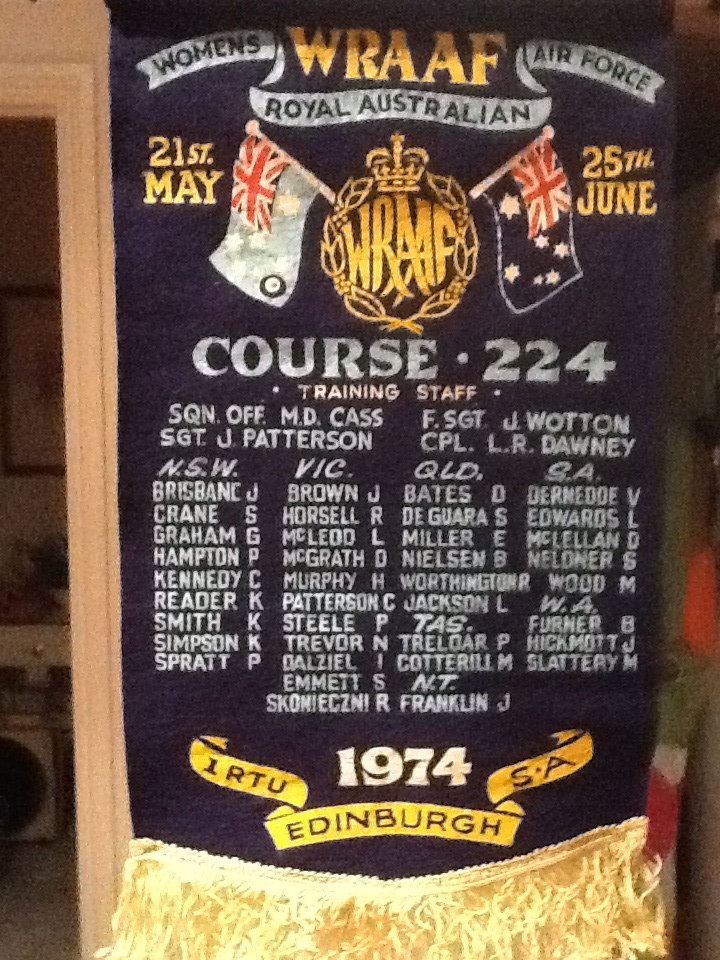 WOMENS WRAAF AIR FORCE
ROYAL AUSTRALIAN
21ST. MAY
25TH. JUNE
WRAAF
COURSE · 224
· TRAINING STAFF ·
SQN. OFF. M.D. CASS F. SGT. J. WOTTON
SGT. J. PATTERSON CPL. L.R. DAWNEY
N.S.W. VIC. QLD. S.A.
BRISBANE J BROWN J BATES D DERMEDDE V
CRANE S HORSELL R DE GUARA S EDWARDS L
GRAHAM G McLEOD L MILLER E McLELLAN D
HAMPTON P McGRATH D NIELSEN B NELDNER S
KENNEDY C MURPHY H WORTHINGTON R WOOD M
READER K PATTERSON C JACKSON L W.A.
SMITH K STEELE P TAS. FURNER B
SIMPSON K TREVOR N TRELOAR P HICKMOTT J
SPRATT P DALZIEL I COTTERILL M SLATTERY M
EMMETT S N.T.
SKONIECZNI R FRANKLIN J
1974
1 RTU S·A
EDINBURGH